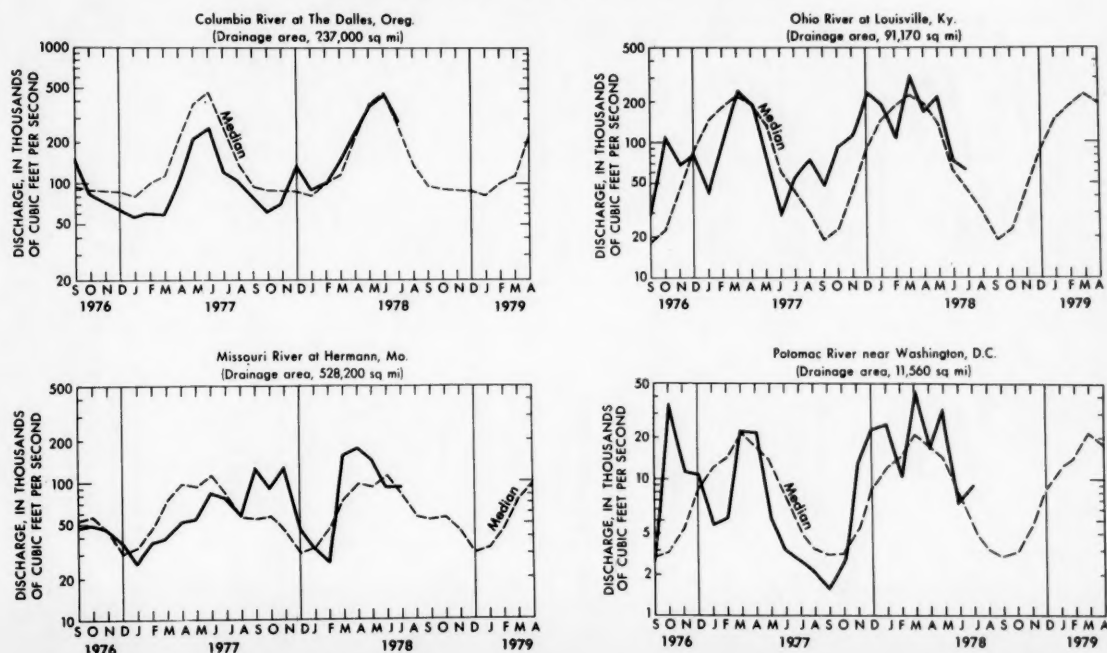 Columbia River at The Dalles, Oreg.
(Drainage area, 237,000 sq mi)
DISCHARGE, IN THOUSANDS
OF CUBIC FEET PER SECOND
1000
500
200
100
50
20
Median
S O N D J F M A M J J A S O N D J F M A M J J A S O N D J F M A
1976 1977 1978 1979
Ohio River at Louisville, Ky.
(Drainage area, 91,170 sq mi)
DISCHARGE, IN THOUSANDS
OF CUBIC FEET PER SECOND
500
200
100
50
20
10
Median
S O N D J F M A M J J A S O N D J F M A M J J A S O N D J F M A
1976 1977 1978 1979
Missouri River at Hermann, Mo.
(Drainage area, 528,200 sq mi)
DISCHARGE, IN THOUSANDS
OF CUBIC FEET PER SECOND
500
200
100
50
20
10
Median
S O N D J F M A M J J A S O N D J F M A M J J A S O N D J F M A
1976 1977 1978 1979
Potomac River near Washington, D.C.
(Drainage area, 11,560 sq mi)
DISCHARGE, IN THOUSANDS
OF CUBIC FEET PER SECOND
50
20
10
5
2
1
Median
S O N D J F M A M J J A S O N D J F M A M J J A S O N D J F M A
1976 1977 1978 1979